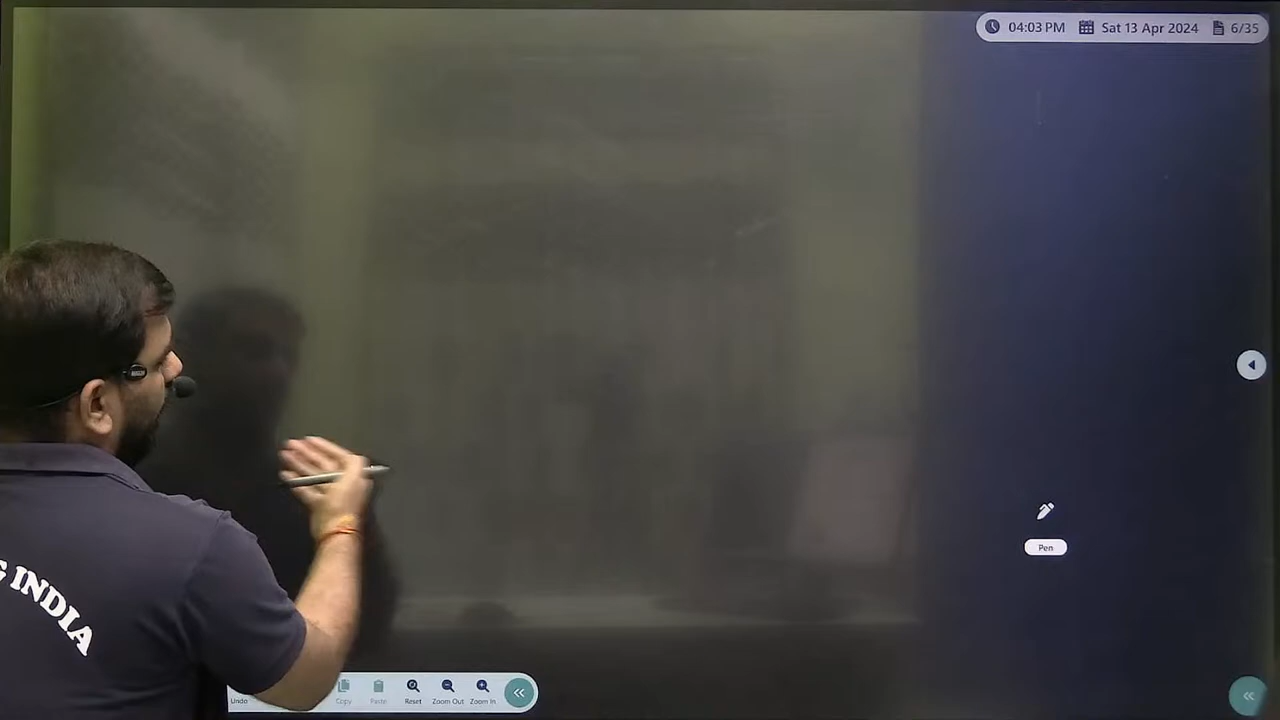 04:03 PM Sat 13 Apr 2024 6/35
Pen
INDIA
Undo Copy Paste Reset Zoom Out Zoom In